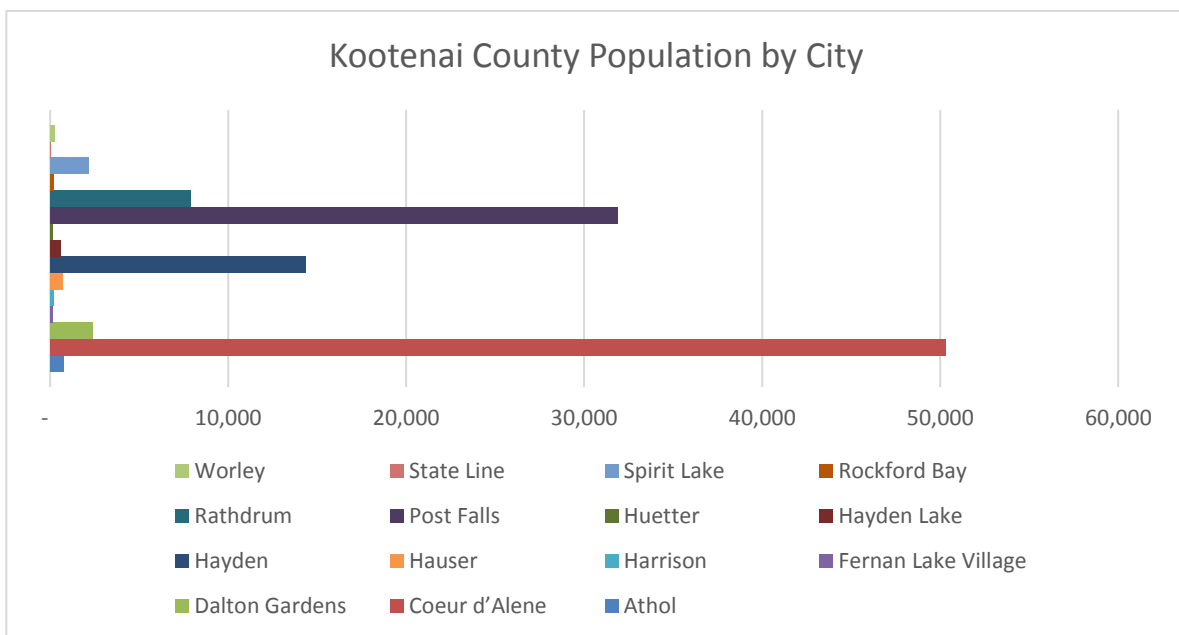 Kootenai County Population by City
- 10,000 20,000 30,000 40,000 50,000 60,000
Worley State Line Spirit Lake Rockford Bay
Rathdrum Post Falls Huetter Hayden Lake
Hayden Hauser Harrison Fernan Lake Village
Dalton Gardens Coeur d’Alene Athol